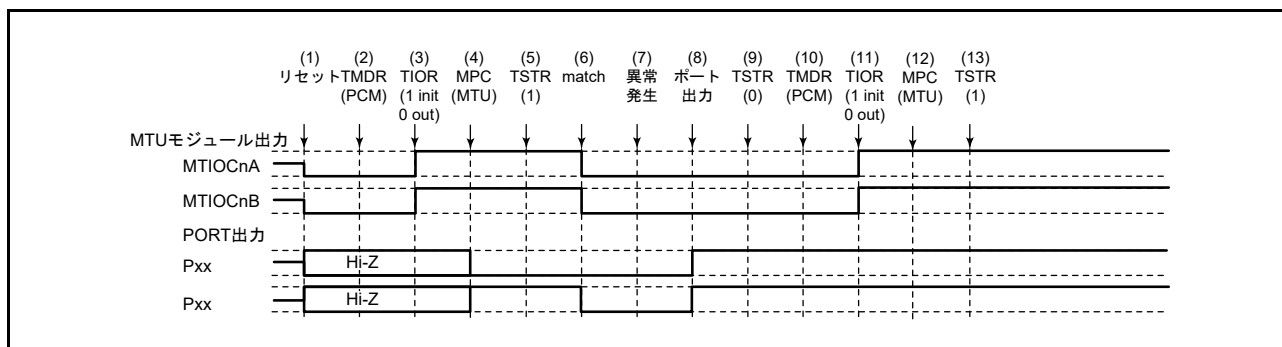 (1) (2) (3) (4) (5) (6) (7) (8) (9) (10) (11) (12) (13)
リセット TMDR TIOR MPC TSTR match 異常 ポート TSTR TMDR TIOR MPC TSTR
(PCM) (1 init (MTU) (1) 発生 出力 (0) (PCM) (1 init (MTU) (1)
0 out) 0 out)
MTUモジュール出力
MTIOCnA
MTIOCnB
PORT出力
Pxx Hi-Z
Pxx Hi-Z